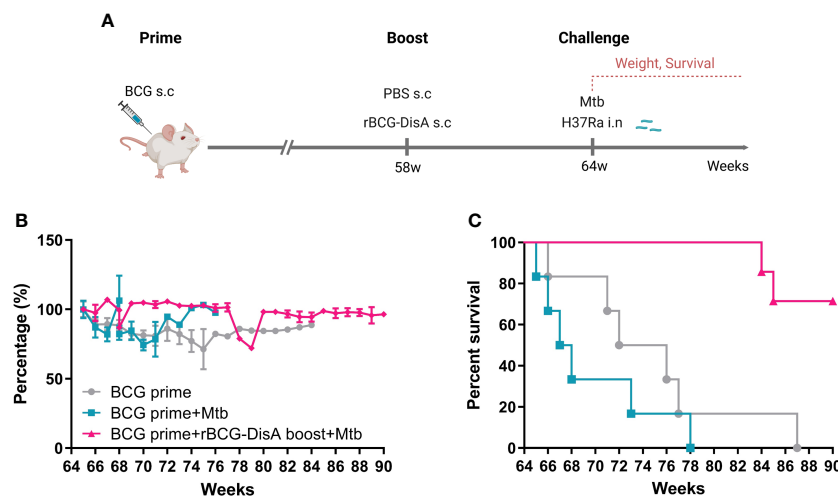 A
Prime
Boost
Challenge
Weight, Survival
BCG s.c
PBS s.c
Mtb
rBCG-DisA s.c
H37Ra i.n
58w
64w
Weeks
B
150
100
50
0
Percentage (%)
BCG prime
BCG prime+Mtb
BCG prime+rBCG-DisA boost+Mtb
64 66 68 70 72 74 76 78 80 82 84 86 88 90
Weeks
C
100
80
60
40
20
0
Percent survival
64 66 68 70 72 74 76 78 80 82 84 86 88 90
Weeks